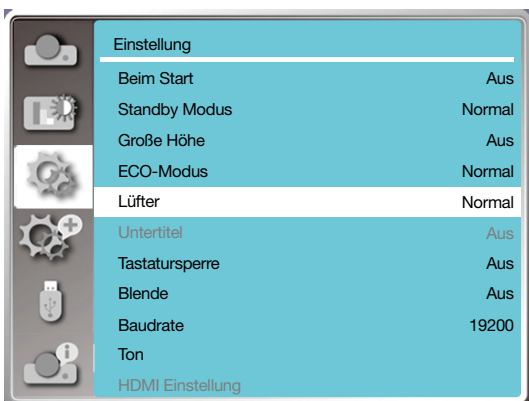 Einstellung
Beim Start Aus
Standby Modus Normal
Große Höhe Aus
ECO-Modus Normal
Lüfter Normal
Untertitel Aus
Tastatursperre Aus
Blende Aus
Baudrate 19200
Ton
HDMI Einstellung